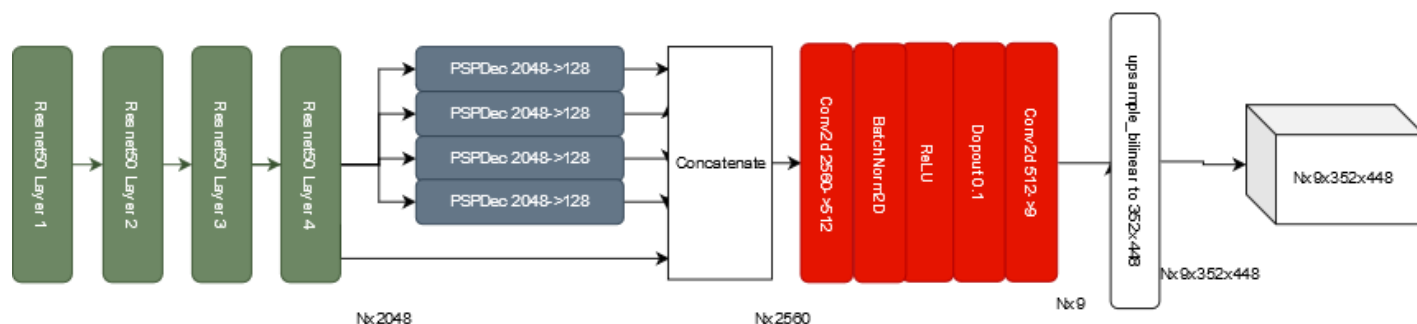 Resnet50 Layer 1
Resnet50 Layer 2
Resnet50 Layer 3
Resnet50 Layer 4
PSPDec 2048->128
PSPDec 2048->128
PSPDec 2048->128
PSPDec 2048->128
Concatenate
Conv2d 2560->512
BatchNorm2D
ReLU
Dopout 0.1
Conv2d 512->9
upsample_bilinear to 352x448
Nx9x352x448
Nx9x352x448
Nx2048
Nx2560
Nx9